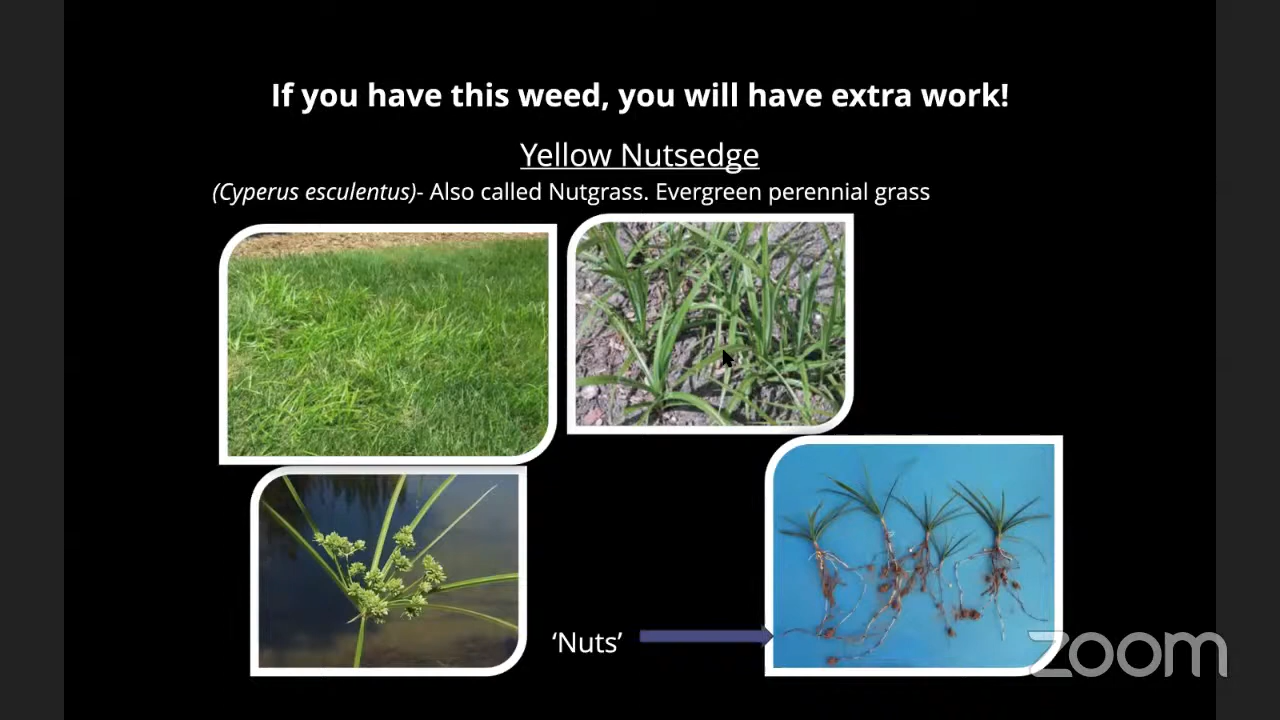 If you have this weed, you will have extra work!
Yellow Nutsedge
(Cyperus esculentus)- Also called Nutgrass. Evergreen perennial grass
‘Nuts’
zoom